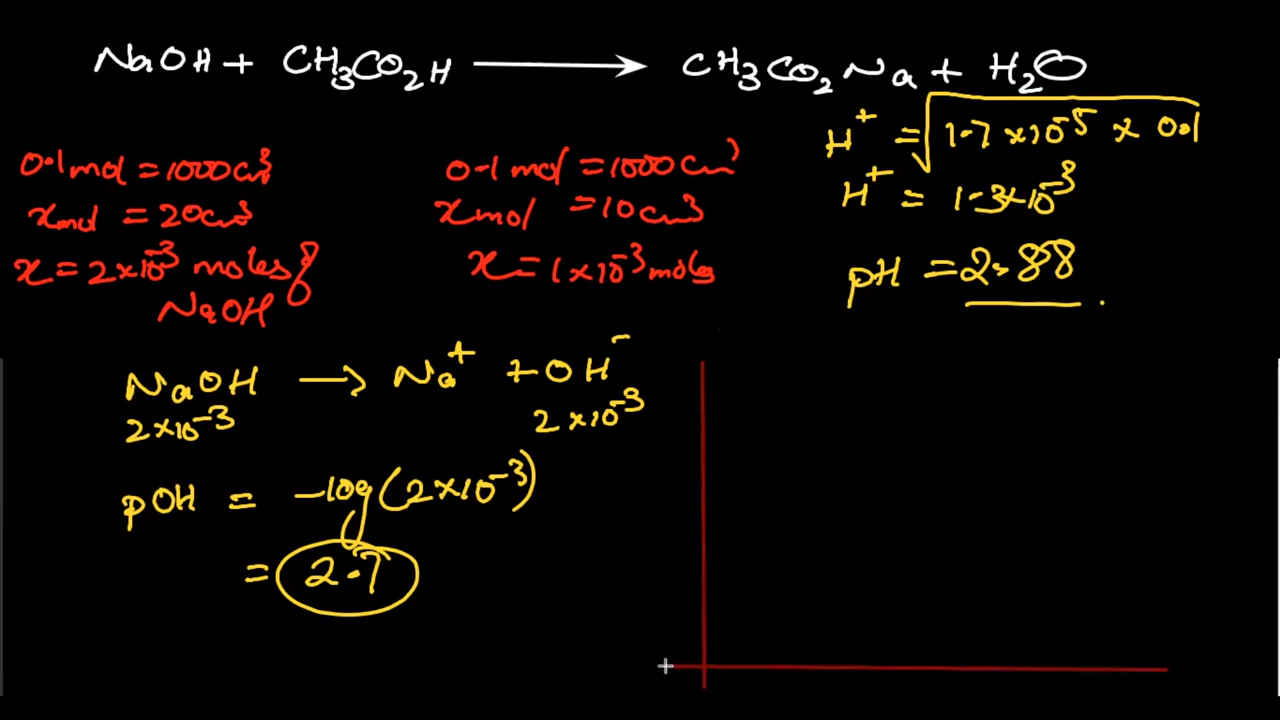 NaOH + CH₃CO₂H ⟶ CH₃CO₂Na + H₂O
0.1 mol = 1000cm³
x mol = 20cm³
x = 2×10⁻³ moles of
NaOH
0.1 mol = 1000cm³
x mol = 10cm³
x = 1×10⁻³ moles
H⁺ = √(1.7×10⁻⁵ × 0.1
H⁺ = 1.3×10⁻³
pH = 2.88
NaOH → Na⁺ + OH⁻
2×10⁻³ 2×10⁻³
pOH = -log(2×10⁻³)
= 2.7